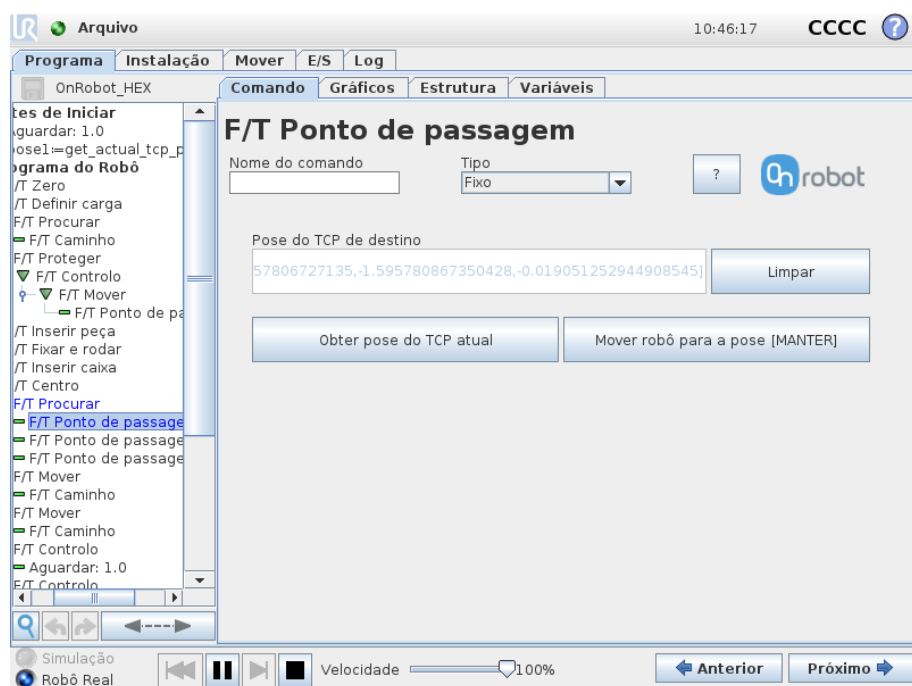 Arquivo
10:46:17
CCCC
?
Programa
Instalação
Mover
E/S
Log
OnRobot_HEX
Comando
Gráficos
Estrutura
Variáveis
tes de Iniciar
guardar: 1.0
pose1≔get_actual_tcp_p
ograma do Robô
/T Zero
/T Definir carga
F/T Procurar
F/T Caminho
F/T Proteger
F/T Controlo
F/T Mover
F/T Ponto de pa
/T Inserir peça
/T Fixar e rodar
/T Inserir caixa
/T Centro
F/T Procurar
F/T Ponto de passage
F/T Ponto de passage
F/T Ponto de passage
F/T Mover
F/T Caminho
F/T Mover
F/T Caminho
F/T Controlo
Aguardar: 1.0
F/T Controlo
F/T Ponto de passagem
Nome do comando
Tipo
Fixo
?
On robot
Pose do TCP de destino
57806727135,-1.595780867350428,-0.019051252944908545]
Limpar
Obter pose do TCP atual
Mover robô para a pose [MANTER]
Simulação
Robô Real
Velocidade
100%
Anterior
Próximo